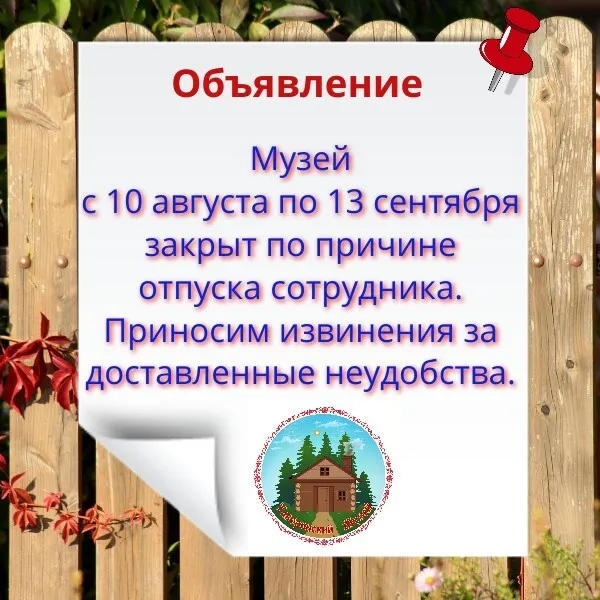 Объявление
Музей
с 10 августа по 13 сентября
закрыт по причине
отпуска сотрудника.
Приносим извинения за
доставленные неудобства.